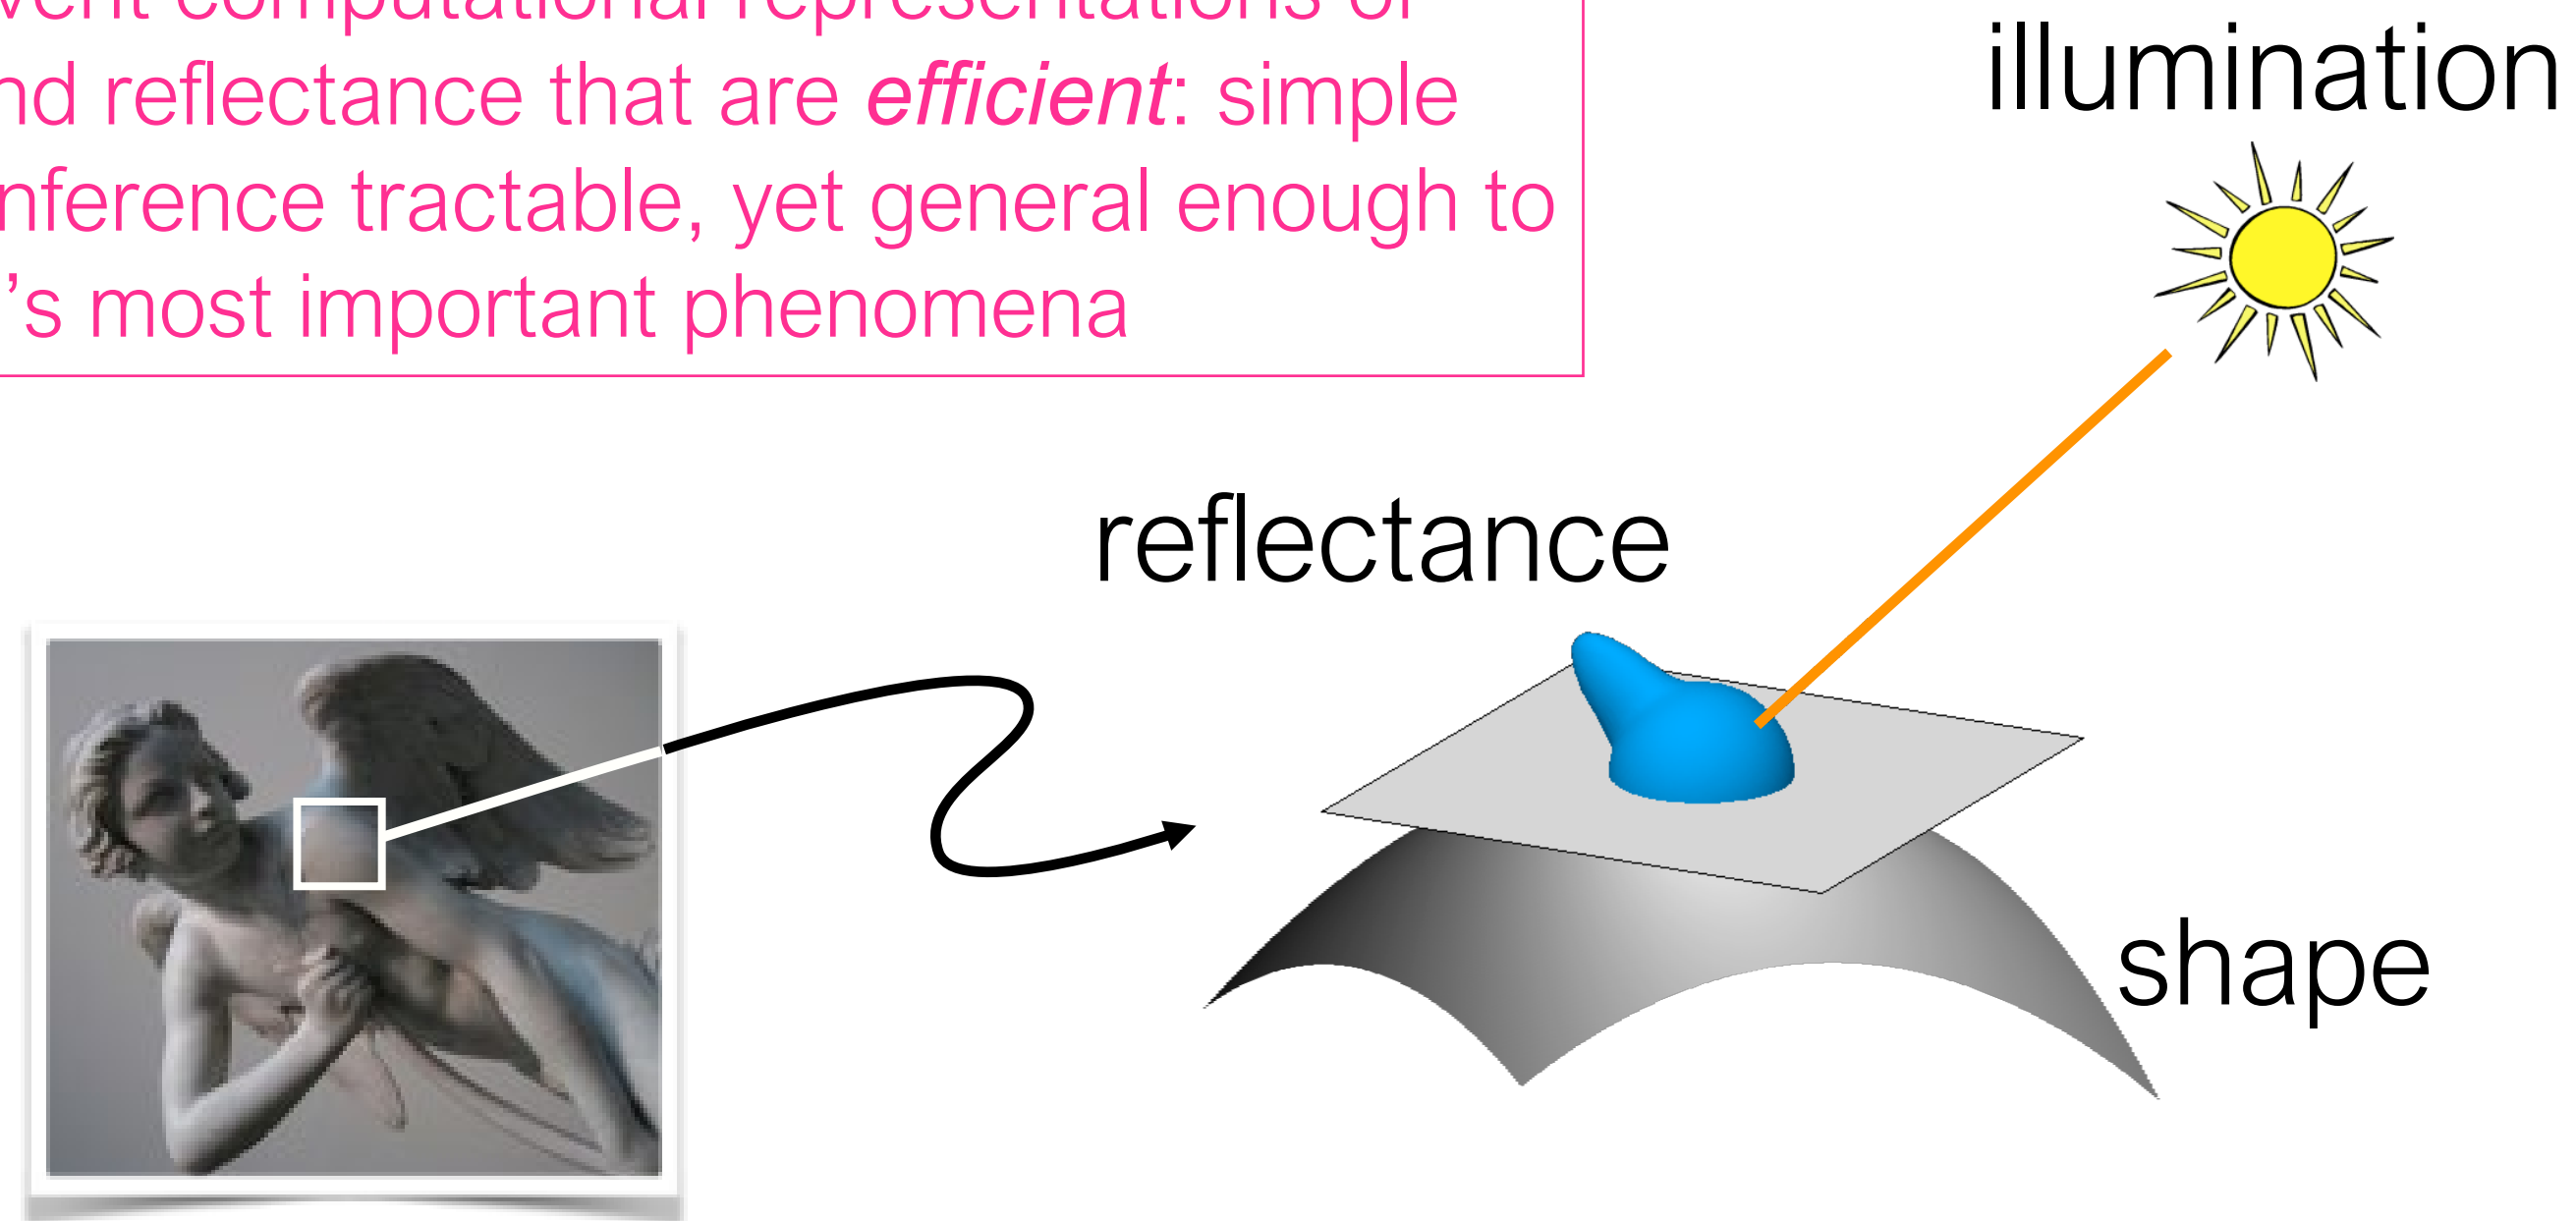 nd reflectance that are efficient: simple
nference tractable, yet general enough to
's most important phenomena
illumination
reflectance
shape